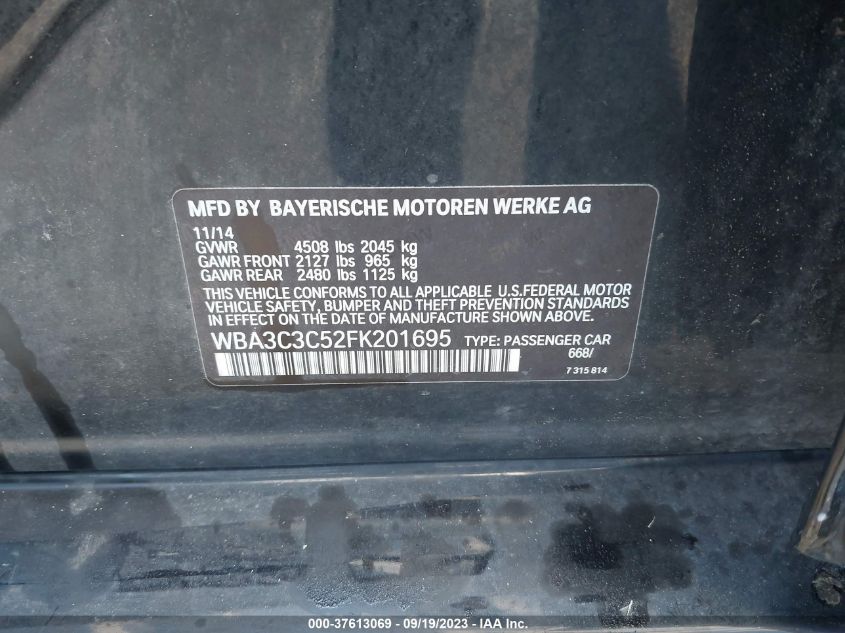 MFD BY BAYERISCHE MOTOREN WERKE AG
11/14
GVWR 4508 lbs 2045 kg
GAWR FRONT 2127 lbs 965 kg
GAWR REAR 2480 lbs 1125 kg
THIS VEHICLE CONFORMS TO ALL APPLICABLE U.S.FEDERAL MOTOR
VEHICLE SAFETY, BUMPER AND THEFT PREVENTION STANDARDS
IN EFFECT ON THE DATE OF MANUFACTURE SHOWN ABOVE.
WBA3C3C52FK201695 TYPE: PASSENGER CAR
668/
7 315 814
000-37613069 - 09/19/2023 - IAAI Inc.